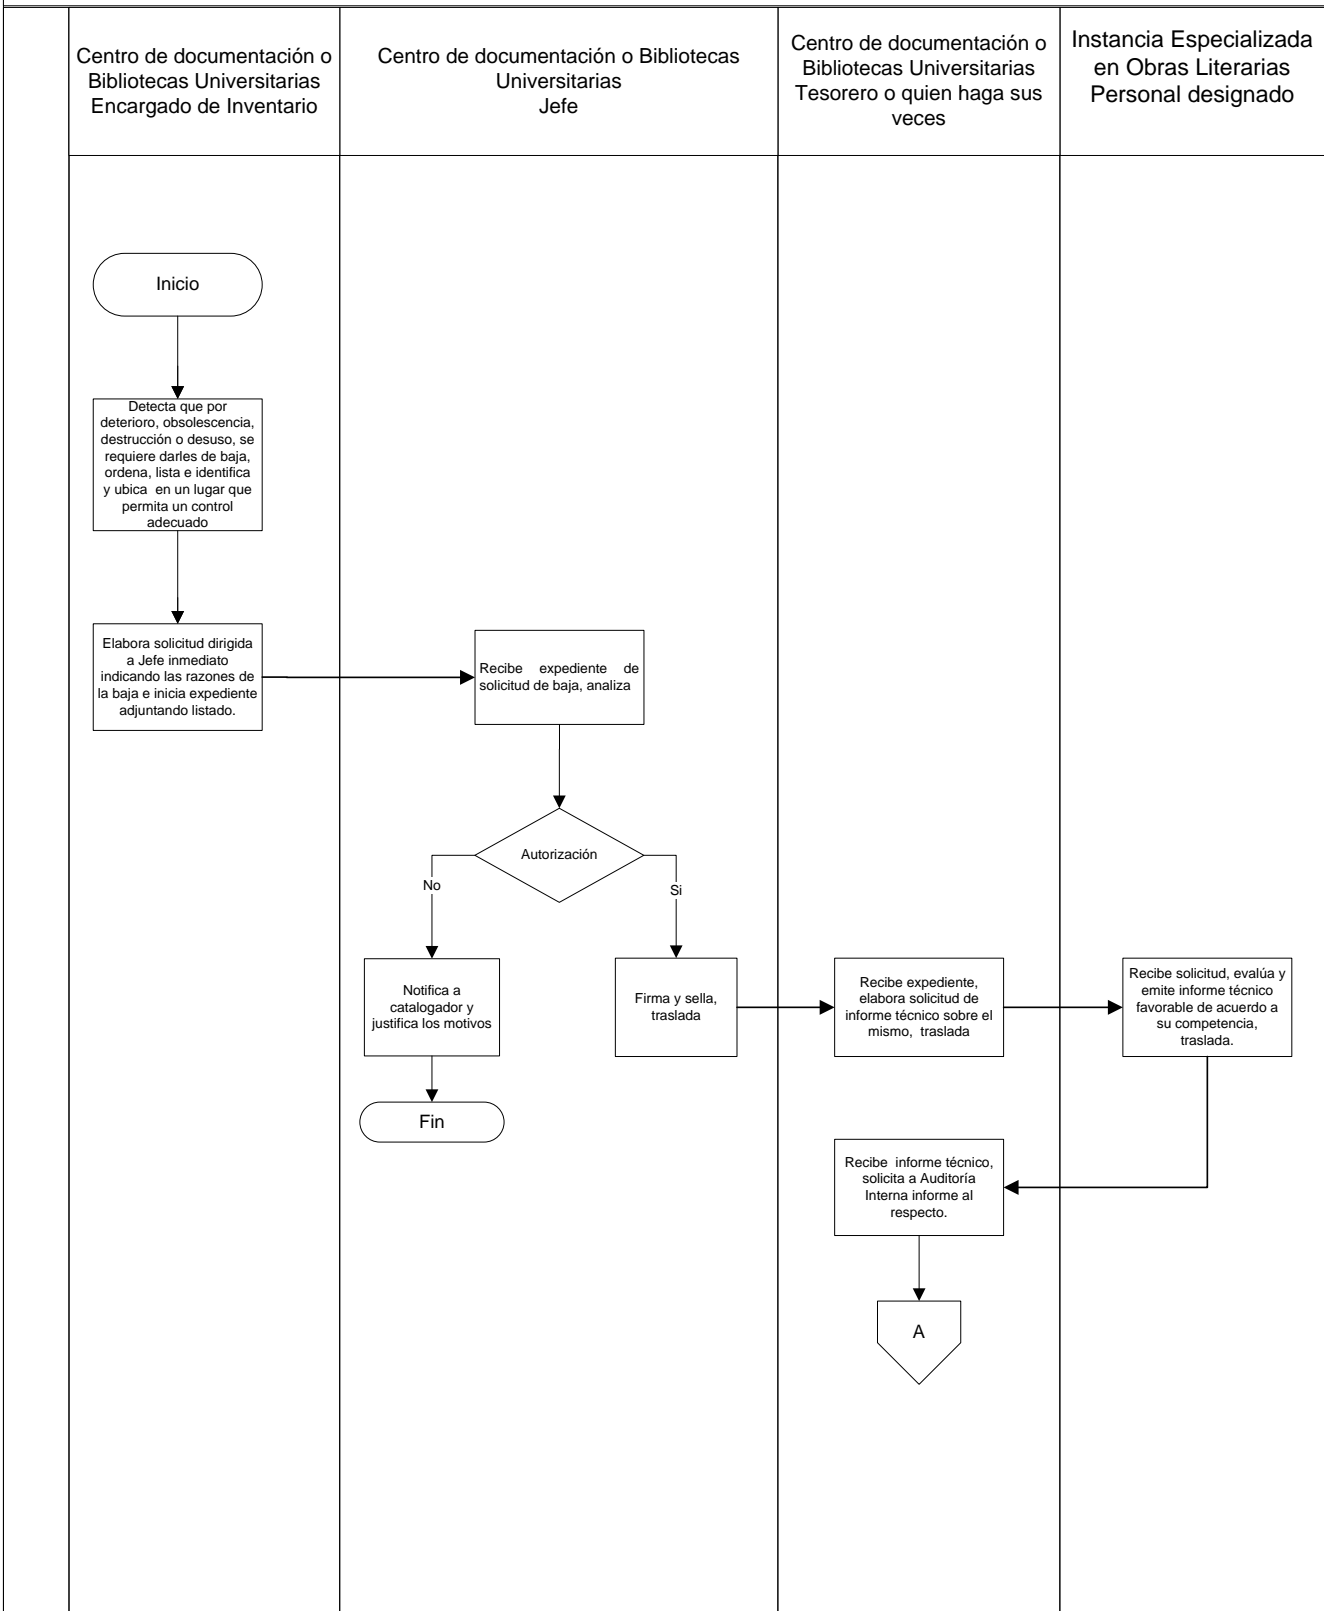 Centro de documentación o
Bibliotecas Universitarias
Encargado de Inventario
Centro de documentación o Bibliotecas
Universitarias
Jefe
Centro de documentación o
Bibliotecas Universitarias
Tesorero o quien haga sus
veces
Instancia Especializada
en Obras Literarias
Personal designado
Inicio
Detecta que por
deterioro, obsolescencia,
destrucción o desuso, se
requiere darles de baja,
ordena, lista e identifica
y ubica en un lugar que
permita un control
adecuado
Elabora solicitud dirigida
a Jefe inmediato
indicando las razones de
la baja e inicia expediente
adjuntando listado.
Recibe expediente de
solicitud de baja, analiza
Autorización
No
Si
Notifica a
catalogador y
justifica los motivos
Fin
Firma y sella,
traslada
Recibe expediente,
elabora solicitud de
informe técnico sobre el
mismo, traslada
Recibe solicitud, evalúa y
emite informe técnico
favorable de acuerdo a
su competencia,
traslada.
Recibe informe técnico,
solicita a Auditoría
Interna informe al
respecto.
A